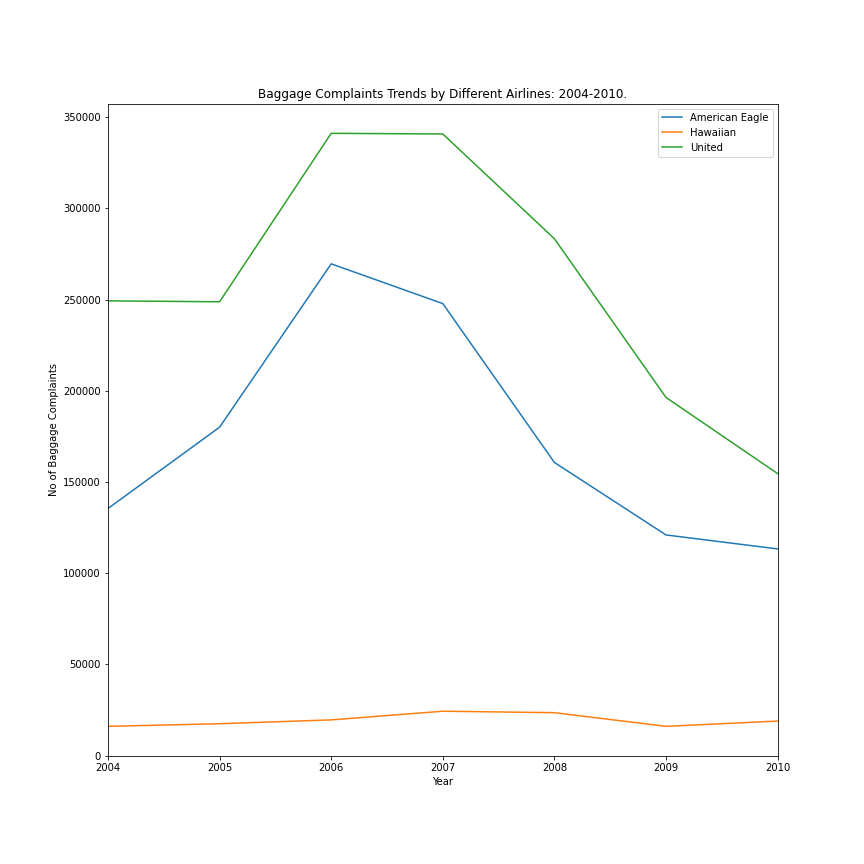 Baggage Complaints Trends by Different Airlines: 2004-2010.
American Eagle
Hawaiian
United
350000
300000
250000
200000
150000
100000
50000
0
No of Baggage Complaints
2004 2005 2006 2007 2008 2009 2010
Year